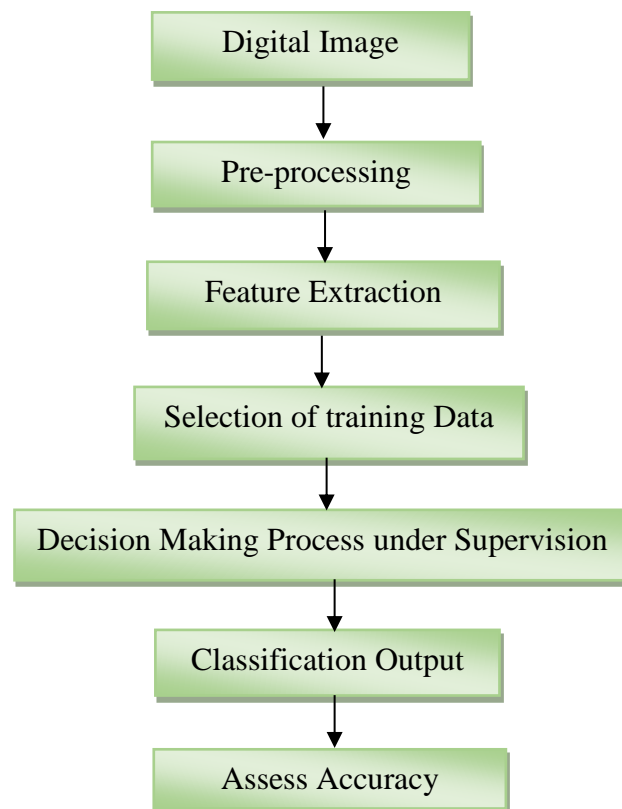 Digital Image
Pre-processing
Feature Extraction
Selection of training Data
Decision Making Process under Supervision
Classification Output
Assess Accuracy